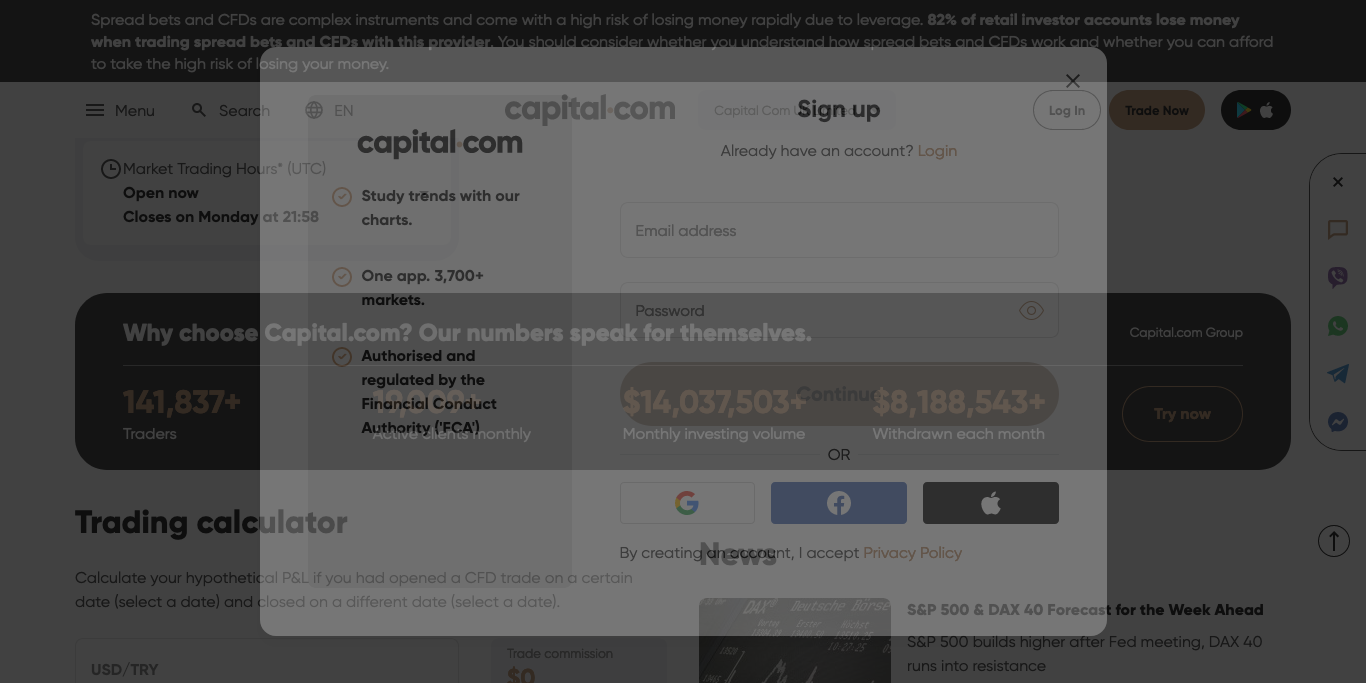 Spread bets and CFDs are complex instruments and come with a high risk of losing money rapidly due to leverage. 82% of retail investor accounts lose money
when trading spread bets and CFDs with this provider. You should consider whether you understand how spread bets and CFDs work and whether you can afford
to take the high risk of losing your money.
Menu
Search
EN
capital.com
Capital Com
Log In
Trade Now
Sign up
Already have an account? Login
capital.com
Market Trading Hours* (UTC)
Open now
Closes on Monday at 21:58
Study trends with our
charts.
One app. 3,700+
markets.
Authorised and
regulated by the
Financial Conduct
Authority ('FCA')
Email address
Password
Continue
OR
By creating an account, I accept Privacy Policy
Why choose Capital.com? Our numbers speak for themselves.
Capital.com Group
141,837+
Traders
Active clients monthly
$14,037,503+
Monthly investing volume
$8,188,543+
Withdrawn each month
Try now
Trading calculator
Calculate your hypothetical P&L if you had opened a CFD trade on a certain
date (select a date) and closed on a different date (select a date).
USD/TRY
Trade commission
$0
News
DAX
Deutsche Börse
S&P 500 & DAX 40 Forecast for the Week Ahead
S&P 500 builds higher after Fed meeting, DAX 40
runs into resistance